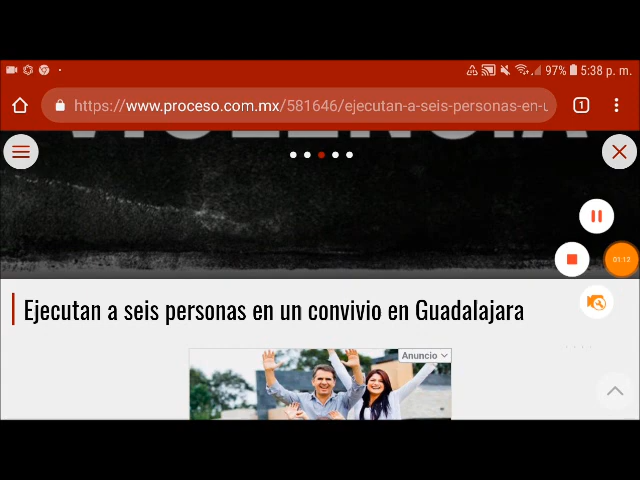 97% 5:38 p. m.
https://www.proceso.com.mx/581646/ejecutan-a-seis-personas-en-u
1
VIOLENCIA
01:12
Ejecutan a seis personas en un convivio en Guadalajara
Anuncio